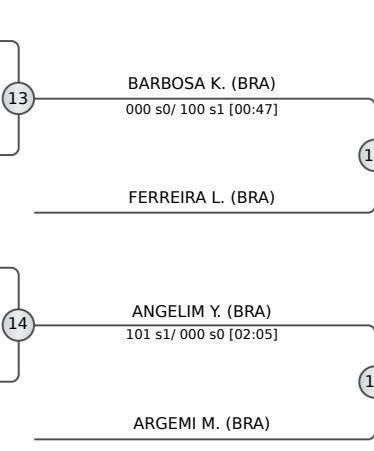 BARBOSA K. (BRA)
13
000 s0/ 100 s1 [00:47]
FERREIRA L. (BRA)
ANGELIM Y. (BRA)
14
101 s1/ 000 s0 [02:05]
ARGEMI M. (BRA)